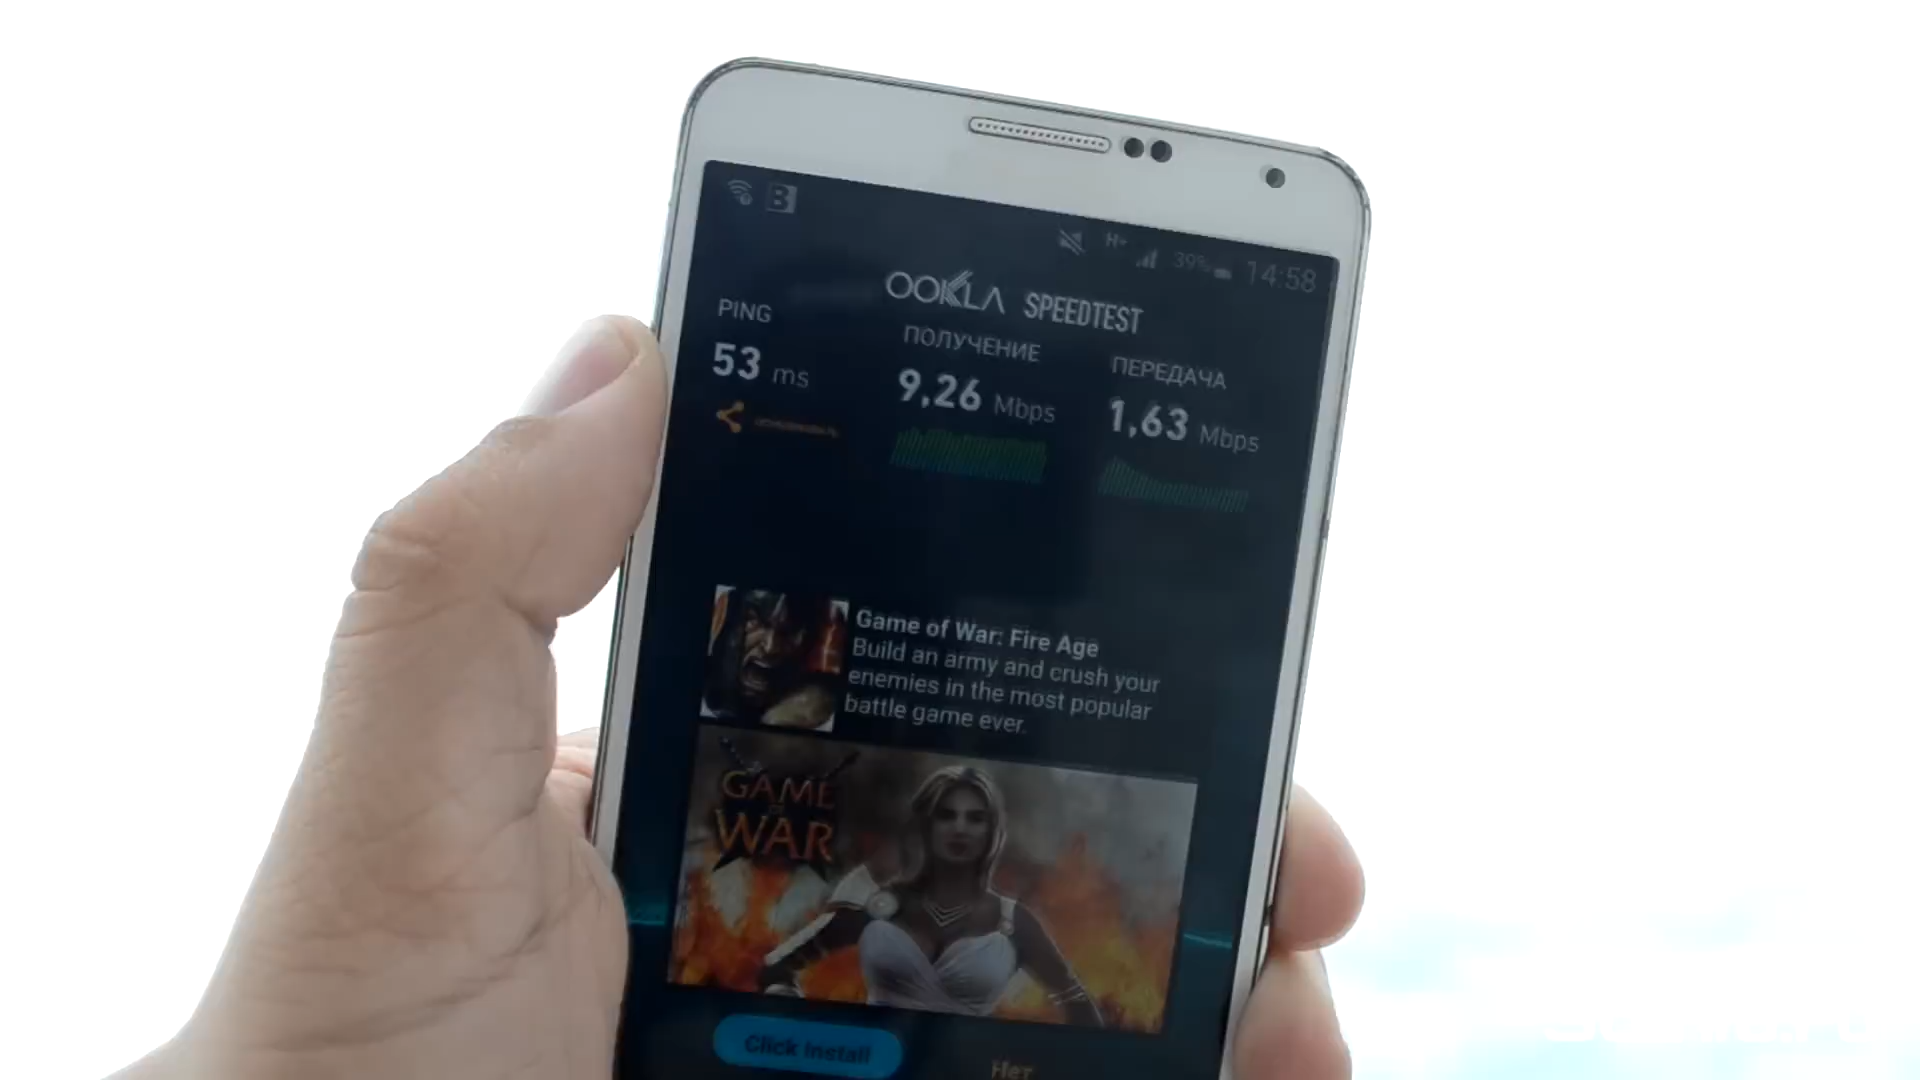 B
H+ 39% 14:58
OOKLA SPEEDTEST
PING
53 ms
ПОЛУЧЕНИЕ
9,26 Mbps
ПЕРЕДАЧА
1,63 Mbps
Game of War: Fire Age
Build an army and crush your
enemies in the most popular
battle game ever.
GAME
OF
WAR
Click Install
Нет